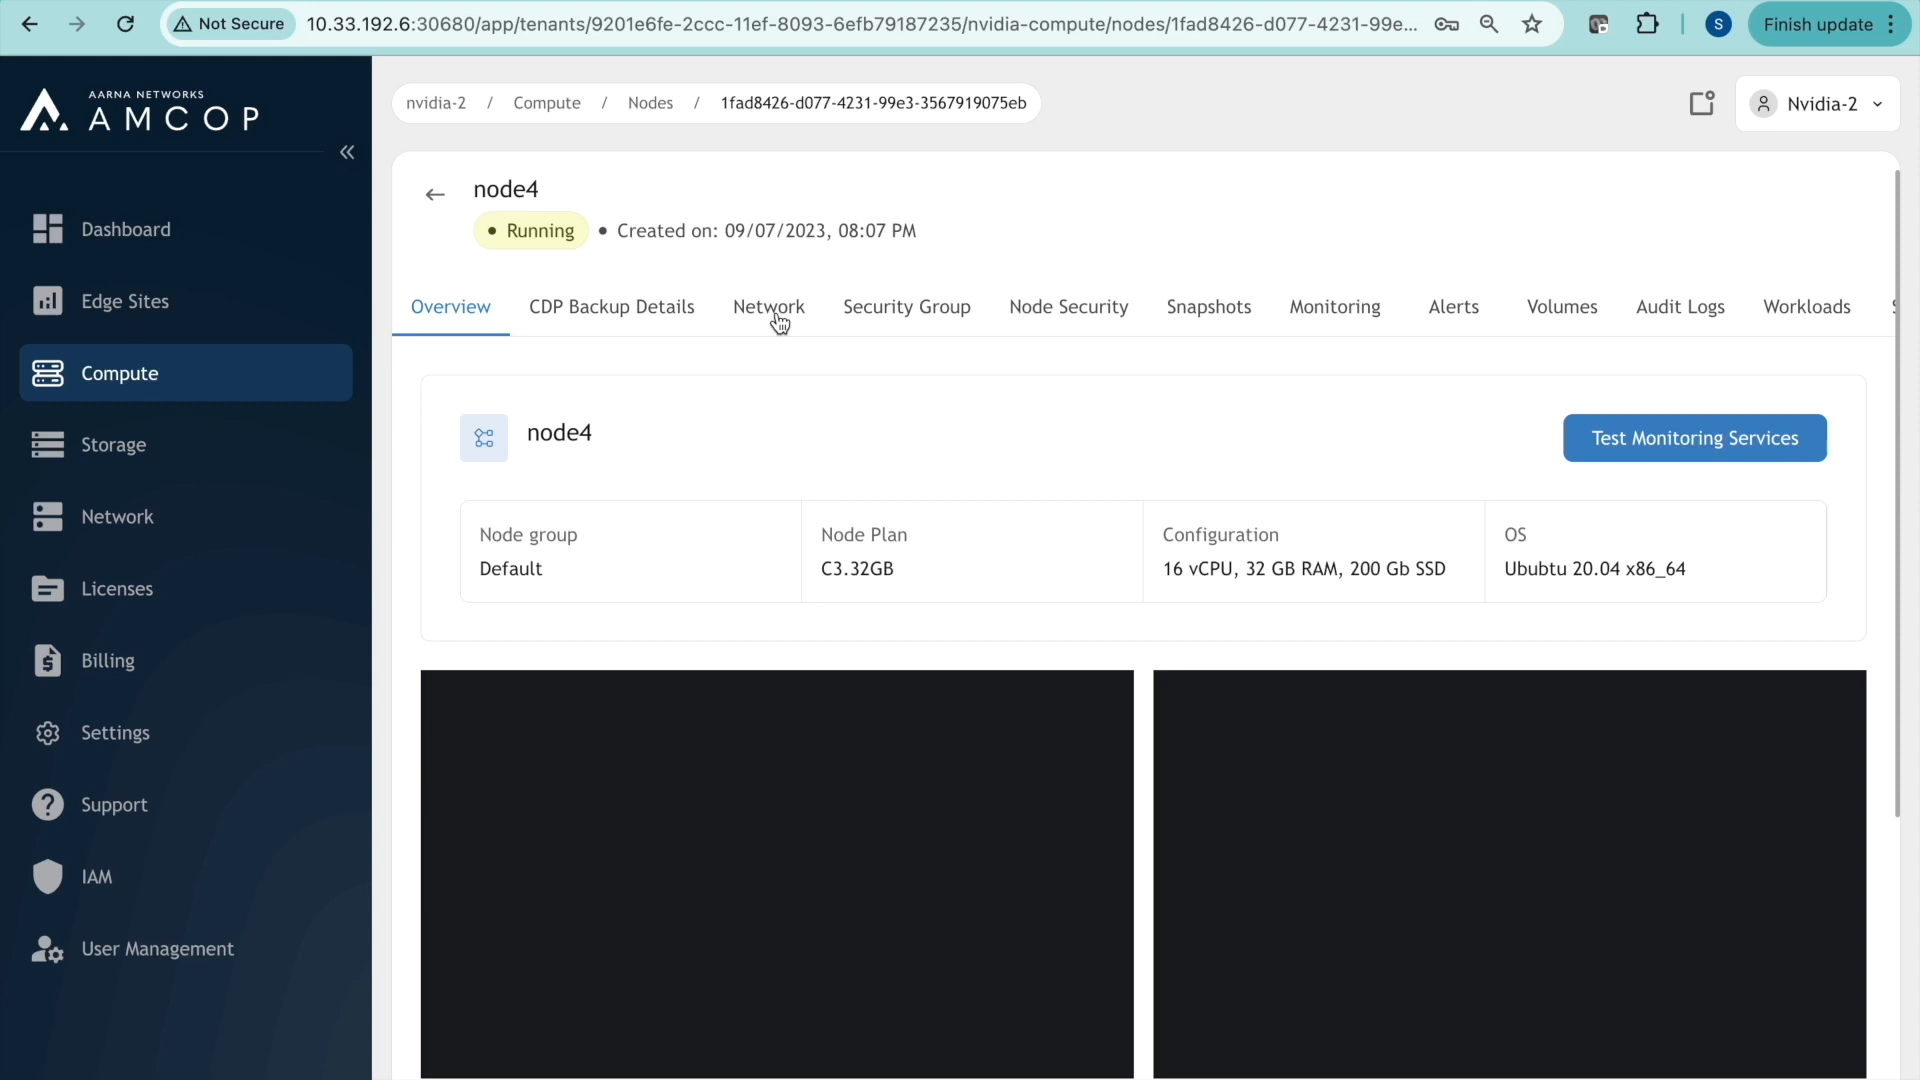 Not Secure
10.33.192.6:30680/app/tenants/9201e6fe-2ccc-11ef-8093-6efb79187235/nvidia-compute/nodes/1fad8426-d077-4231-99e...
S
Finish update
AARNA NETWORKS
AMCOP
nvidia-2 / Compute / Nodes / 1fad8426-d077-4231-99e3-3567919075eb
Nvidia-2
Dashboard
Edge Sites
Compute
Storage
Network
Licenses
Billing
Settings
Support
IAM
User Management
node4
• Running • Created on: 09/07/2023, 08:07 PM
Overview CDP Backup Details Network Security Group Node Security Snapshots Monitoring Alerts Volumes Audit Logs Workloads
node4
Test Monitoring Services
Node group Node Plan Configuration OS
Default C3.32GB 16 vCPU, 32 GB RAM, 200 Gb SSD Ububtu 20.04 x86_64